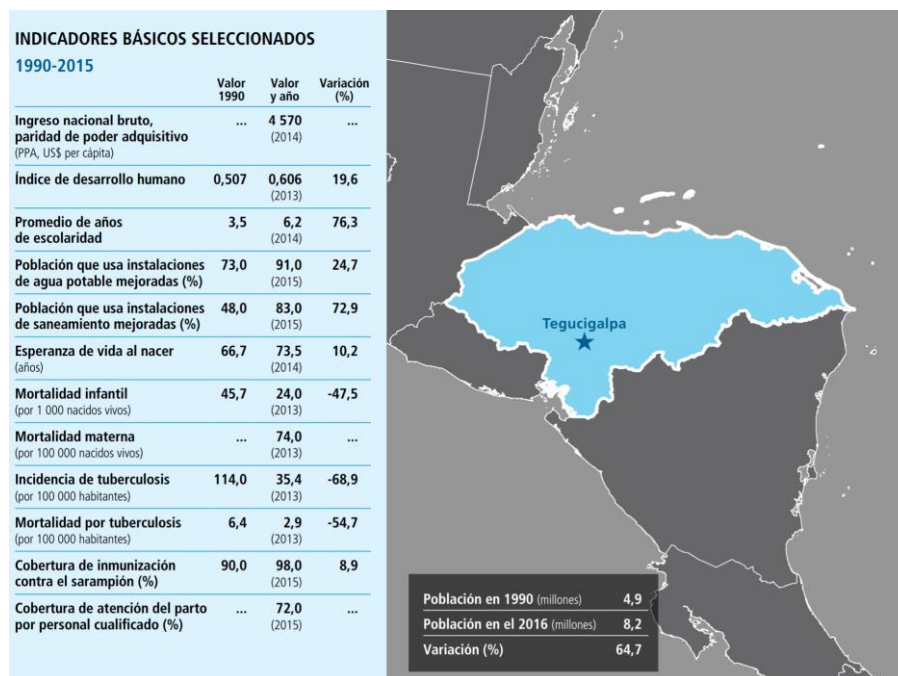 INDICADORES BÁSICOS SELECCIONADOS
1990-2015
Valor 1990 Valor y año Variación (%)
Ingreso nacional bruto, ... 4 570 ...
paridad de poder adquisitivo (2014)
(PPA, US$ per cápita)
Índice de desarrollo humano 0,507 0,606 19,6
(2013)
Promedio de años 3,5 6,2 76,3
de escolaridad (2014)
Población que usa instalaciones 73,0 91,0 24,7
de agua potable mejoradas (%) (2015)
Población que usa instalaciones 48,0 83,0 72,9
de saneamiento mejoradas (%) (2015)
Esperanza de vida al nacer 66,7 73,5 10,2
(años) (2014)
Mortalidad infantil 45,7 24,0 -47,5
(por 1 000 nacidos vivos) (2013)
Mortalidad materna ... 74,0 ...
(por 100 000 nacidos vivos) (2013)
Incidencia de tuberculosis 114,0 35,4 -68,9
(por 100 000 habitantes) (2013)
Mortalidad por tuberculosis 6,4 2,9 -54,7
(por 100 000 habitantes) (2013)
Cobertura de inmunización 90,0 98,0 8,9
contra el sarampión (%) (2015)
Cobertura de atención del parto ... 72,0 ...
por personal cualificado (%) (2015)
Tegucigalpa
Población en 1990 (millones) 4,9
Población en el 2016 (millones) 8,2
Variación (%) 64,7